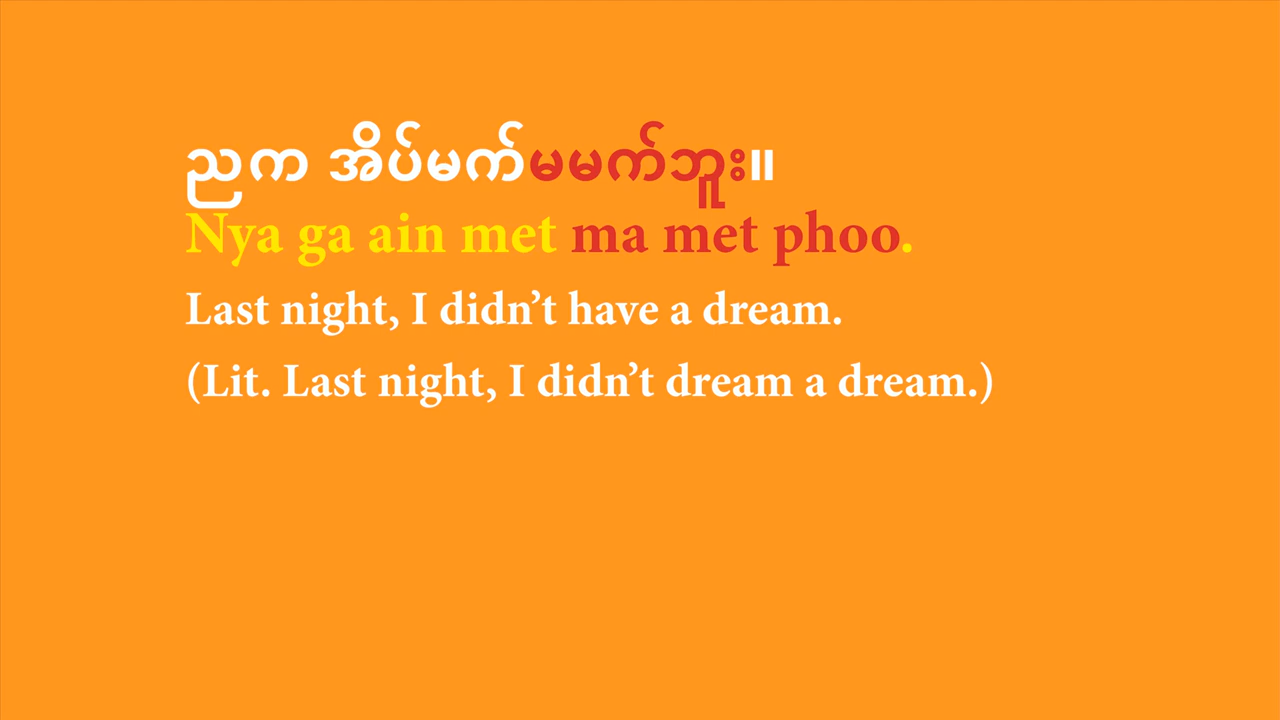 ညက အိပ်မက်မမက်ဘူး။
Nya ga ain met ma met phoo.
Last night, I didn’t have a dream.
(Lit. Last night, I didn’t dream a dream.)